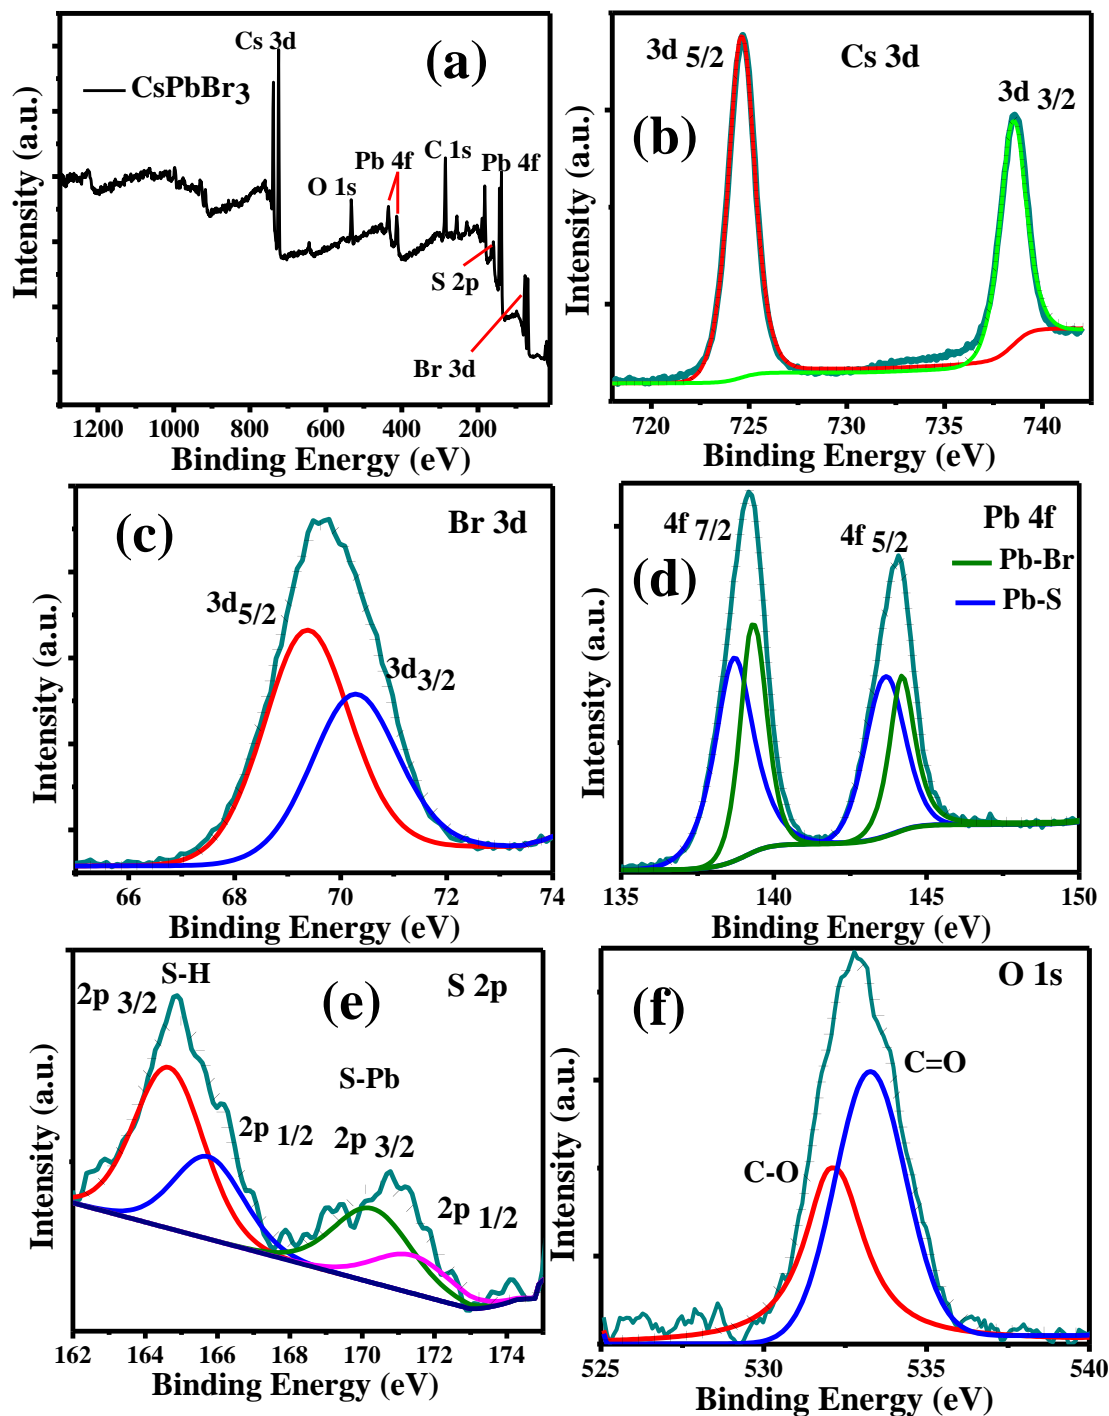 (a)
CsPbBr3
Cs 3d
O 1s
Pb 4f
C 1s
Pb 4f
S 2p
Br 3d
Intensity (a.u.)
1200 1000 800 600 400 200
Binding Energy (eV)
(b)
Cs 3d
3d 5/2
3d 3/2
Intensity (a.u.)
720 725 730 735 740
Binding Energy (eV)
(c)
Br 3d
3d5/2
3d3/2
Intensity (a.u.)
66 68 70 72 74
Binding Energy (eV)
(d)
Pb 4f
4f 7/2
4f 5/2
Pb-Br
Pb-S
Intensity (a.u.)
135 140 145 150
Binding Energy (eV)
(e)
S 2p
S-H
2p 3/2
2p 1/2
S-Pb
2p 3/2
2p 1/2
Intensity (a.u.)
162 164 166 168 170 172 174
Binding Energy (eV)
(f)
O 1s
C=O
C-O
Intensity (a.u.)
525 530 535 540
Binding Energy (eV)